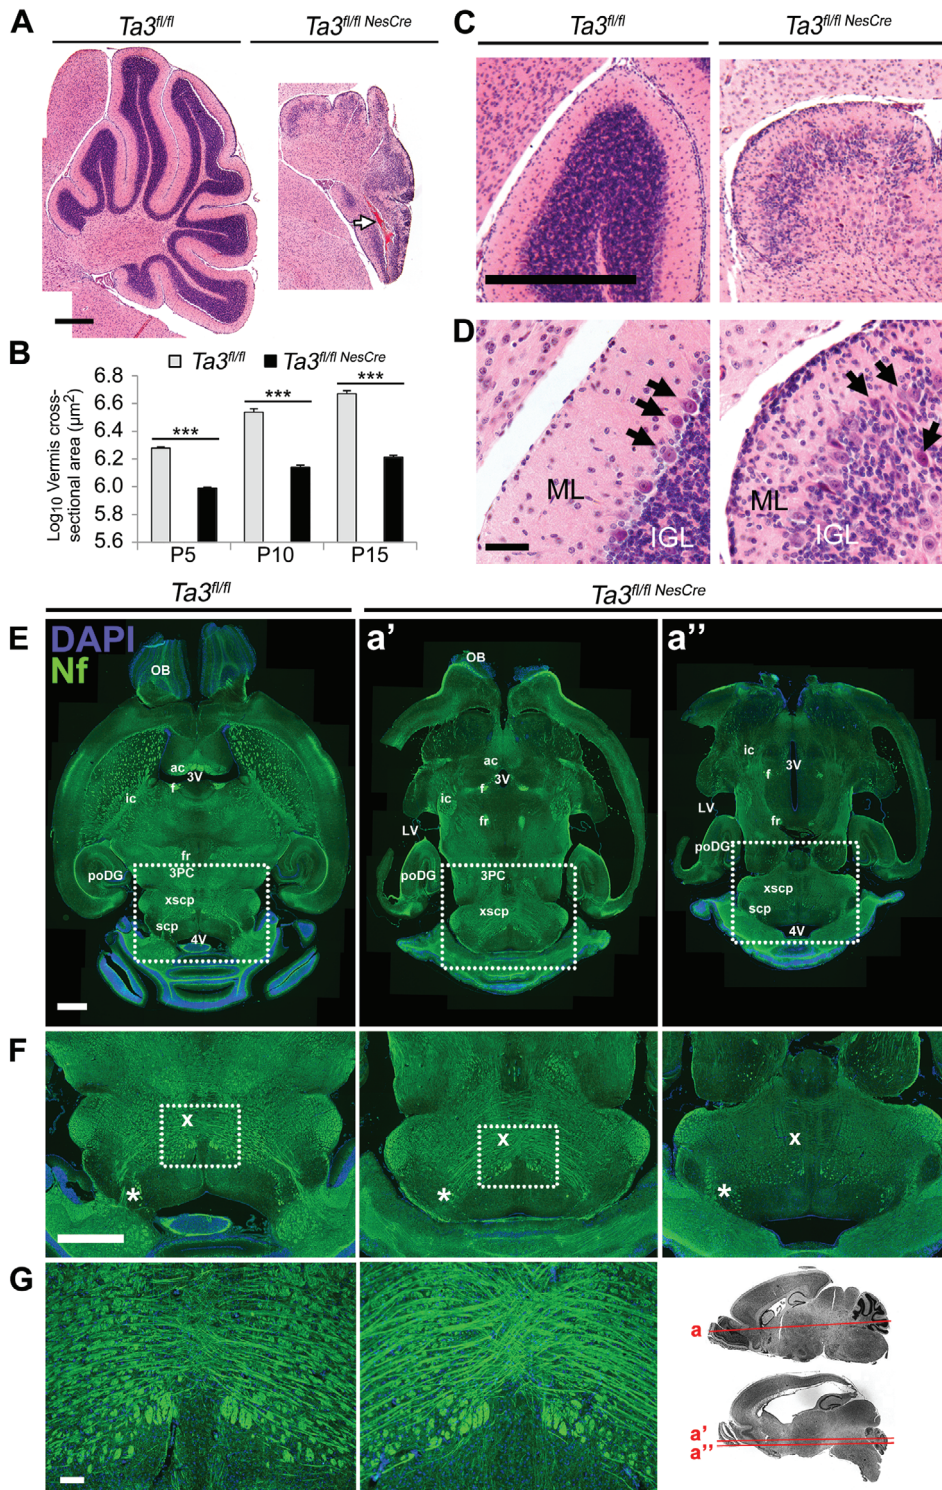 A
Ta3fl/fl
Ta3fl/fl NesCre
C
Ta3fl/fl
Ta3fl/fl NesCre
B
Ta3fl/fl
Ta3fl/fl NesCre
Log10 Vermis cross-
sectional area (µm2)
6.8
6.6
6.4
6.2
6.0
5.8
5.6
***
***
***
P5
P10
P15
D
ML
IGL
ML
IGL
Ta3fl/fl
Ta3fl/fl NesCre
E
DAPI
Nf
OB
ac
3V
f
ic
fr
poDG
3PC
xscp
scp
4V
a'
OB
ac
3V
f
ic
fr
LV
poDG
3PC
xscp
a''
ic
3V
f
LV
fr
poDG
xscp
scp
4V
F
x
*
x
*
x
*
G
a
a'
a''